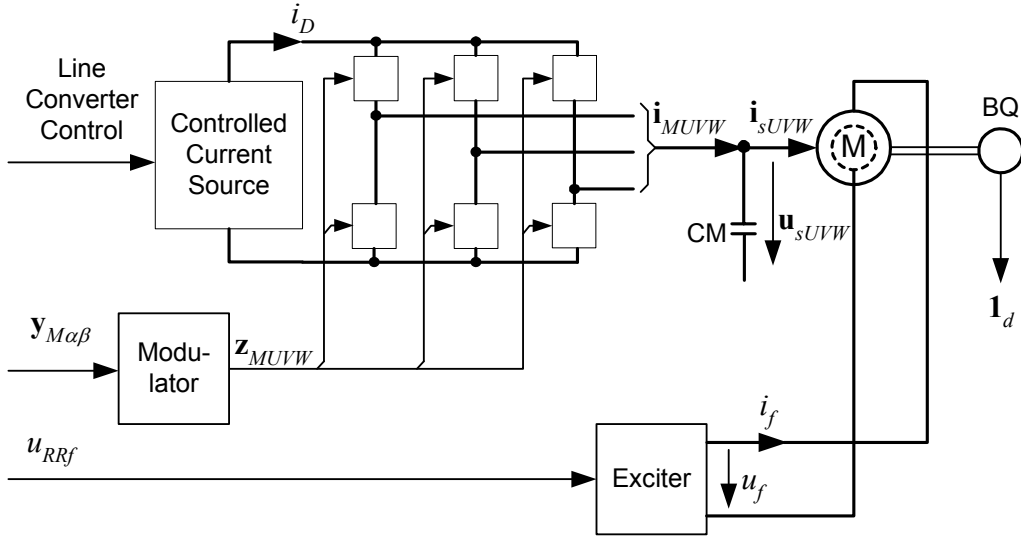 i_D
Line
Converter
Control
Controlled
Current
Source
i_MUVW
i_sUVW
M
BQ
CM
u_sUVW
1_d
y_Mαβ
Modu-
lator
z_MUVW
u_RRf
Exciter
i_f
u_f